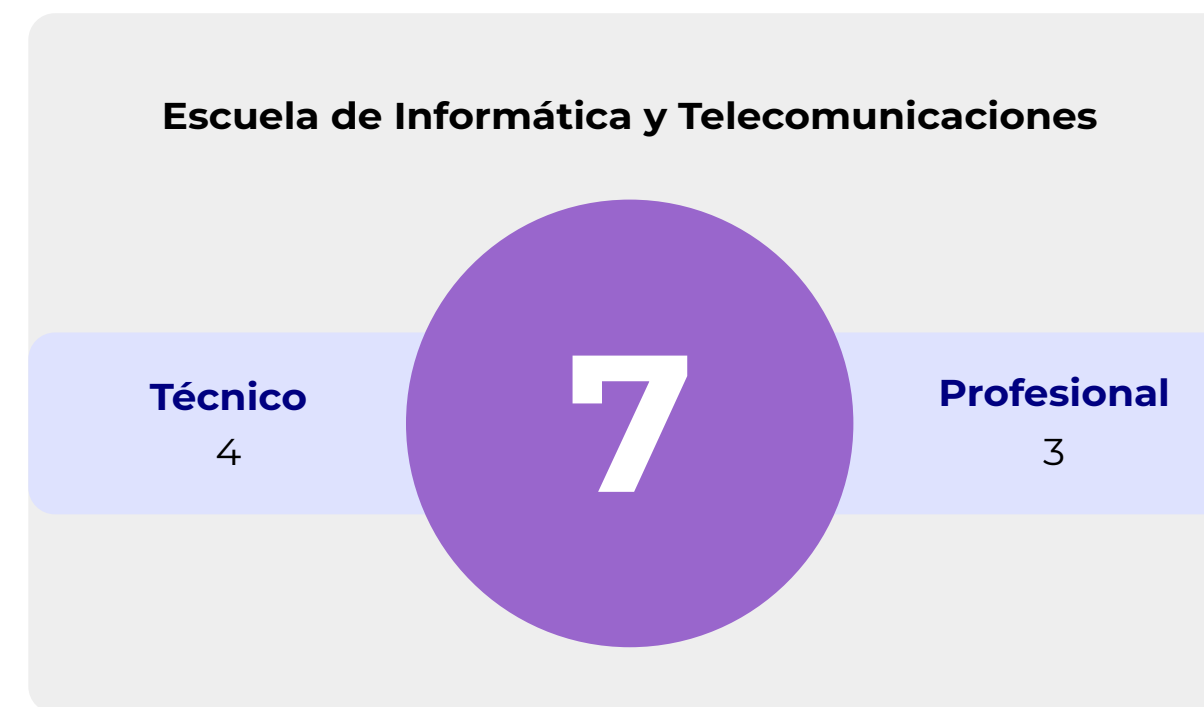 Escuela de Informática y Telecomunicaciones
Técnico
4
7
Profesional
3